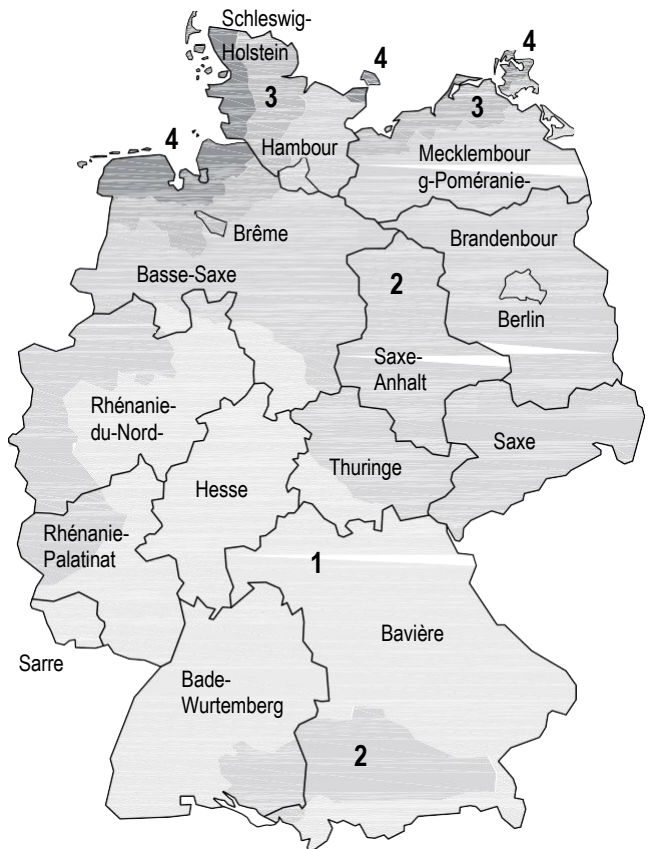 Schleswig-
Holstein
4
4
3
3
4
Hambour
Mecklembour
g-Poméranie-
Brême
Brandenbour
Basse-Saxe
2
Berlin
Saxe-
Anhalt
Rhénanie-
du-Nord-
Saxe
Thuringe
Hesse
Rhénanie-
Palatinat
1
Bavière
Sarre
Bade-
Wurtemberg
2